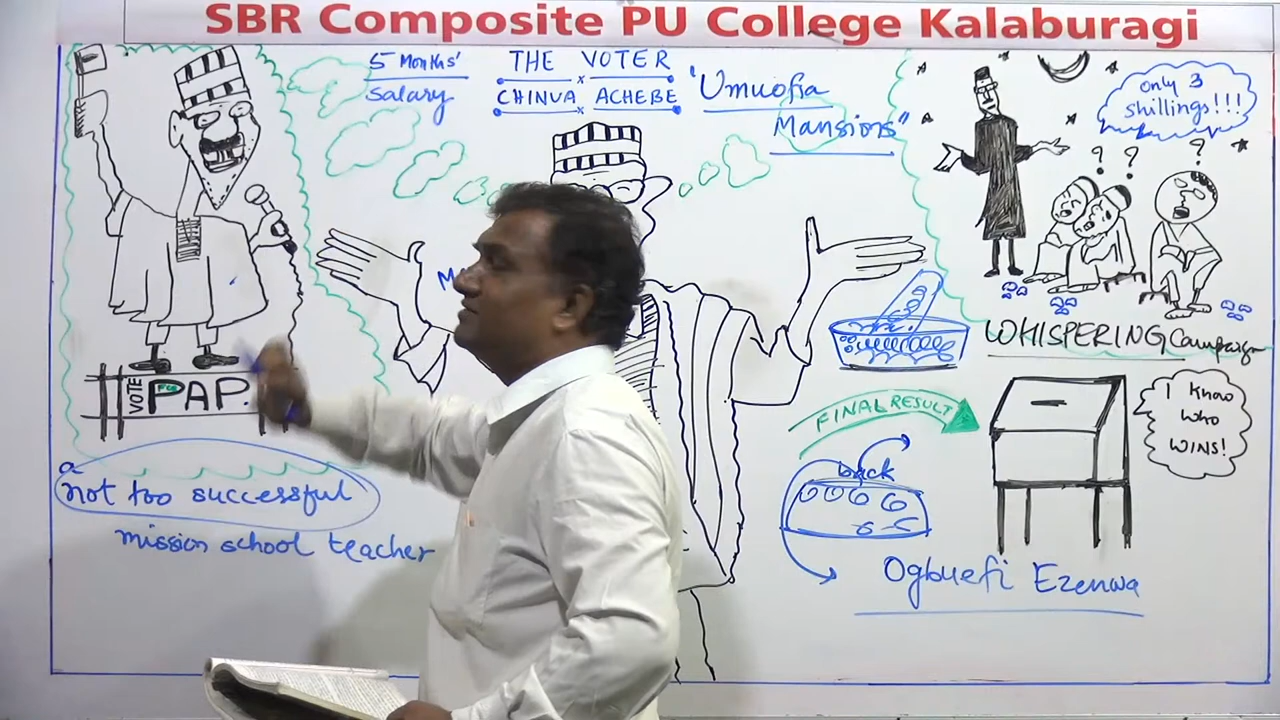 SBR Composite PU College Kalaburagi
5 Months'
Salary
THE VOTER
CHINUA ACHEBE
"Umuofia
Mansions"
only 3
shillings!!!
? ? ?
WHISPERING Campaign
VOTE
FOR
PAP
FINAL RESULT
I know
who
WINS!
back
a
not too successful
mission school teacher
Ogbuefi Ezenwa